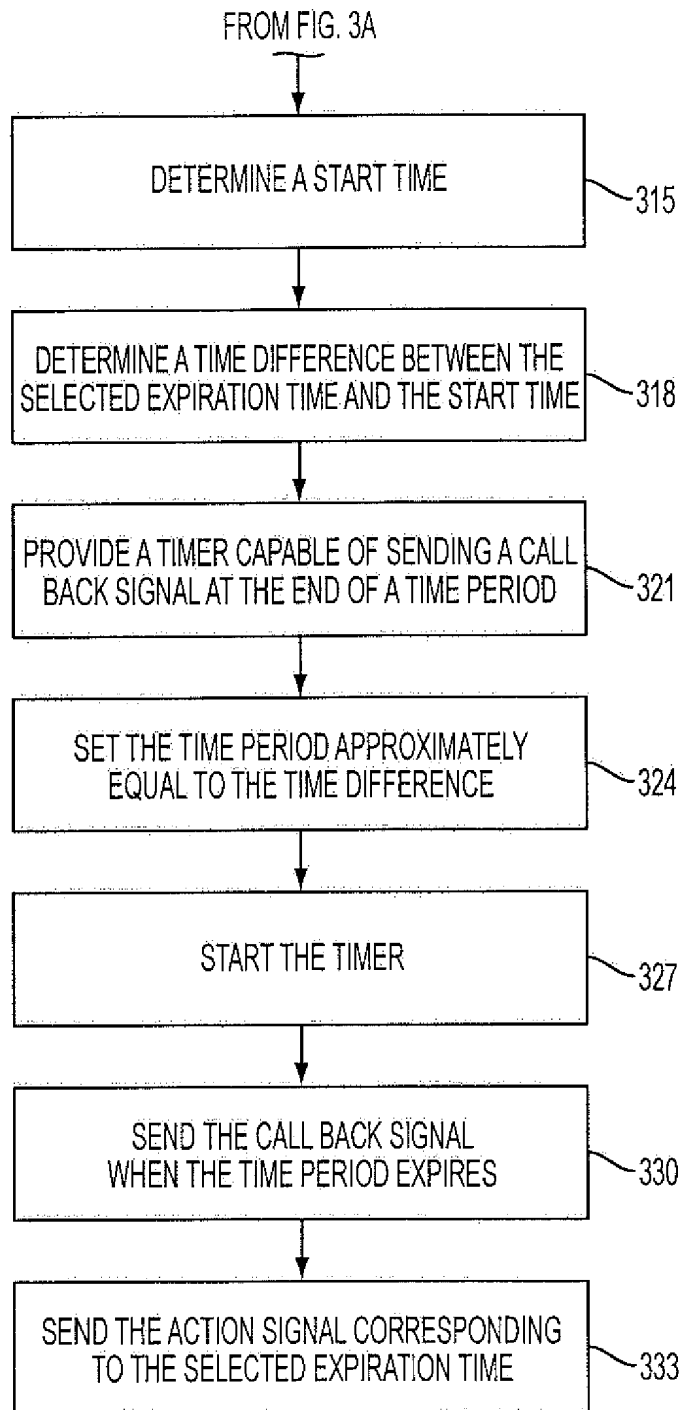 FROM FIG. 3A
DETERMINE A START TIME
315
DETERMINE A TIME DIFFERENCE BETWEEN THE
SELECTED EXPIRATION TIME AND THE START TIME
318
PROVIDE A TIMER CAPABLE OF SENDING A CALL
BACK SIGNAL AT THE END OF A TIME PERIOD
321
SET THE TIME PERIOD APPROXIMATELY
EQUAL TO THE TIME DIFFERENCE
324
START THE TIMER
327
SEND THE CALL BACK SIGNAL
WHEN THE TIME PERIOD EXPIRES
330
SEND THE ACTION SIGNAL CORRESPONDING
TO THE SELECTED EXPIRATION TIME
333